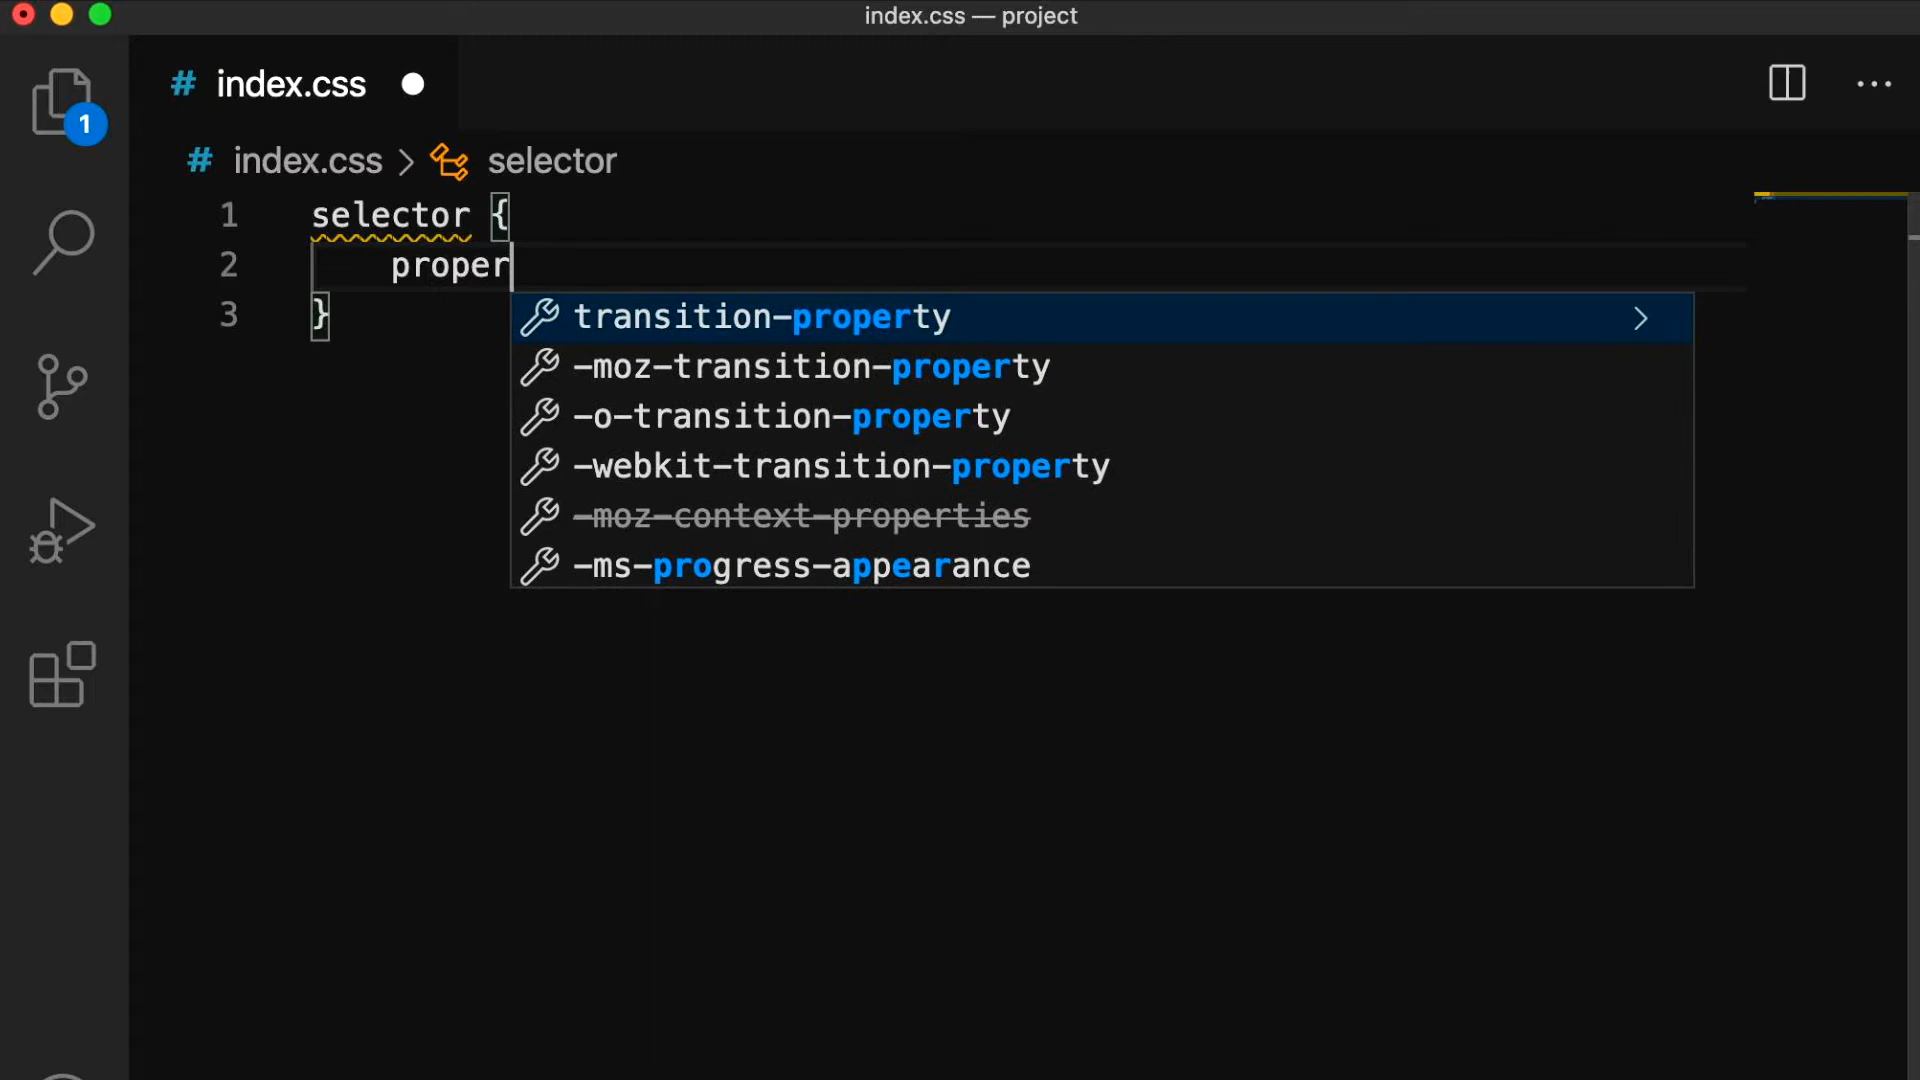 index.css — project
# index.css
# index.css > selector
1 selector {
2 proper
3 }
transition-property
-moz-transition-property
-o-transition-property
-webkit-transition-property
-moz-context-properties
-ms-progress-appearance
1